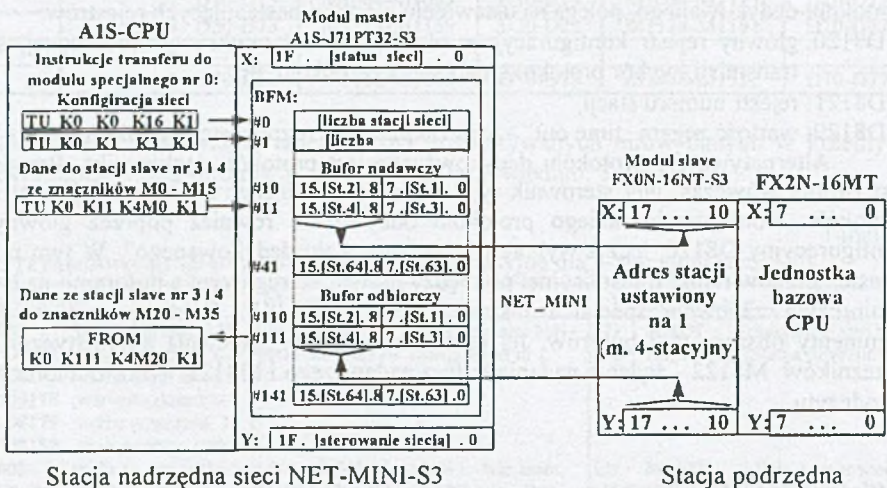 A1S-CPU
Instrukcje transferu do
modułu specjalnego nr 0:
Konfigiracja sieci
TU K0 K0 K16 K1
TU K0 K1 K3 K1
Dane do stacji slave nr 3 i 4
ze znaczników M0 - M15
TU K0 K11 K4M0 K1
Dane ze stacji slave nr 3 i 4
do znaczników M20 - M35
FROM
K0 K111 K4M20 K1
Moduł master
A1S-J71PT32-S3
X: 1F [status sieci] . 0
BFM:
#0 [liczba stacji sieci]
#1 [liczba
Bufor nadawczy
#10 15.[St.2]. 8 7.[St.1]. 0
#11 15.[St.4]. 8 7.[St.3]. 0
#41 15.[St.64].8 7.[St.63]. 0
Bufor odbiorczy
#110 15.[St.2]. 8 7.[St.1]. 0
#111 15.[St.4]. 8 7.[St.3]. 0
#141 15.[St.64].8 7.[St.63]. 0
Y: 1F. [sterowanie siecią] . 0
NET_MINI
Moduł slave
FX0N-16NT-S3
X: 17 ... 10
Adres stacji
ustawiony
na 1
(m. 4-stacyjny)
Y: 17 ... 10
FX2N-16MT
X: 7 ... 0
Jednostka
bazowa
CPU
Y: 7 ... 0
Stacja nadrzędna sieci NET-MINI-S3
Stacja podrzędna